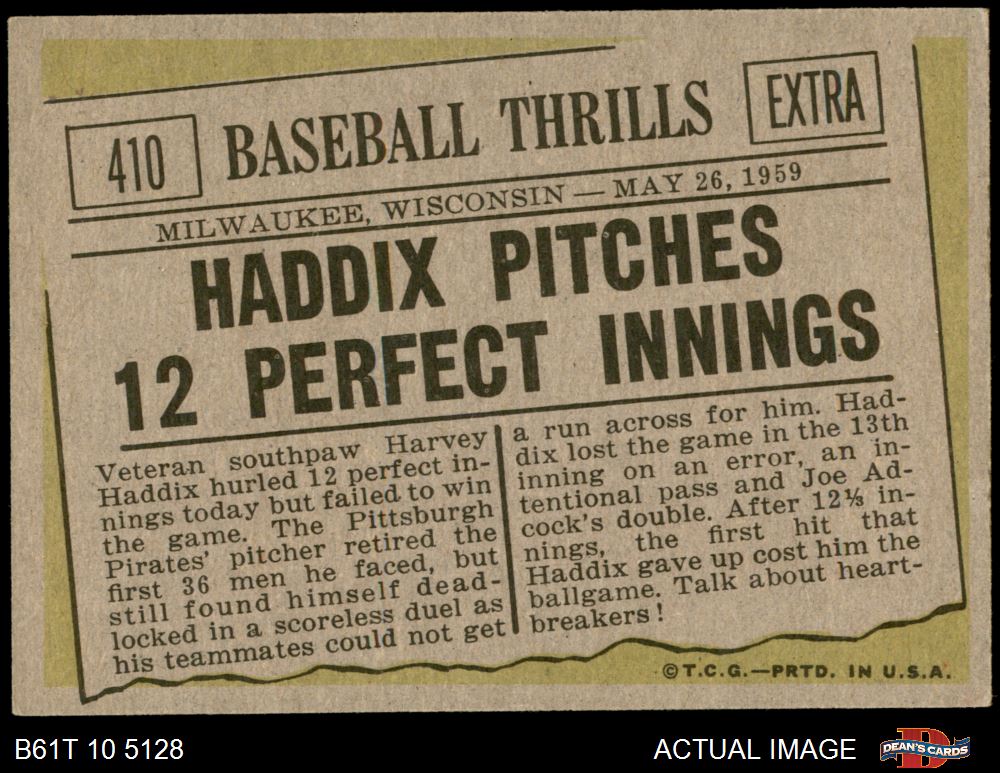 410
BASEBALL THRILLS
EXTRA
MILWAUKEE, WISCONSIN — MAY 26, 1959
HADDIX PITCHES
12 PERFECT INNINGS
Veteran southpaw Harvey
Haddix hurled 12 perfect in-
nings today but failed to win
the game. The Pittsburgh
Pirates' pitcher retired the
first 36 men he faced, but
still found himself dead-
locked in a scoreless duel as
his teammates could not get
a run across for him. Had-
dix lost the game in the 13th
inning on an error, an in-
tentional pass and Joe Ad-
cock's double. After 12⅓ in-
nings, the first hit that
Haddix gave up cost him the
ballgame. Talk about heart-
breakers!
©T.C.G.—PRTD. IN U.S.A.
B61T 10 5128
ACTUAL IMAGE
D
DEAN'S CARDS